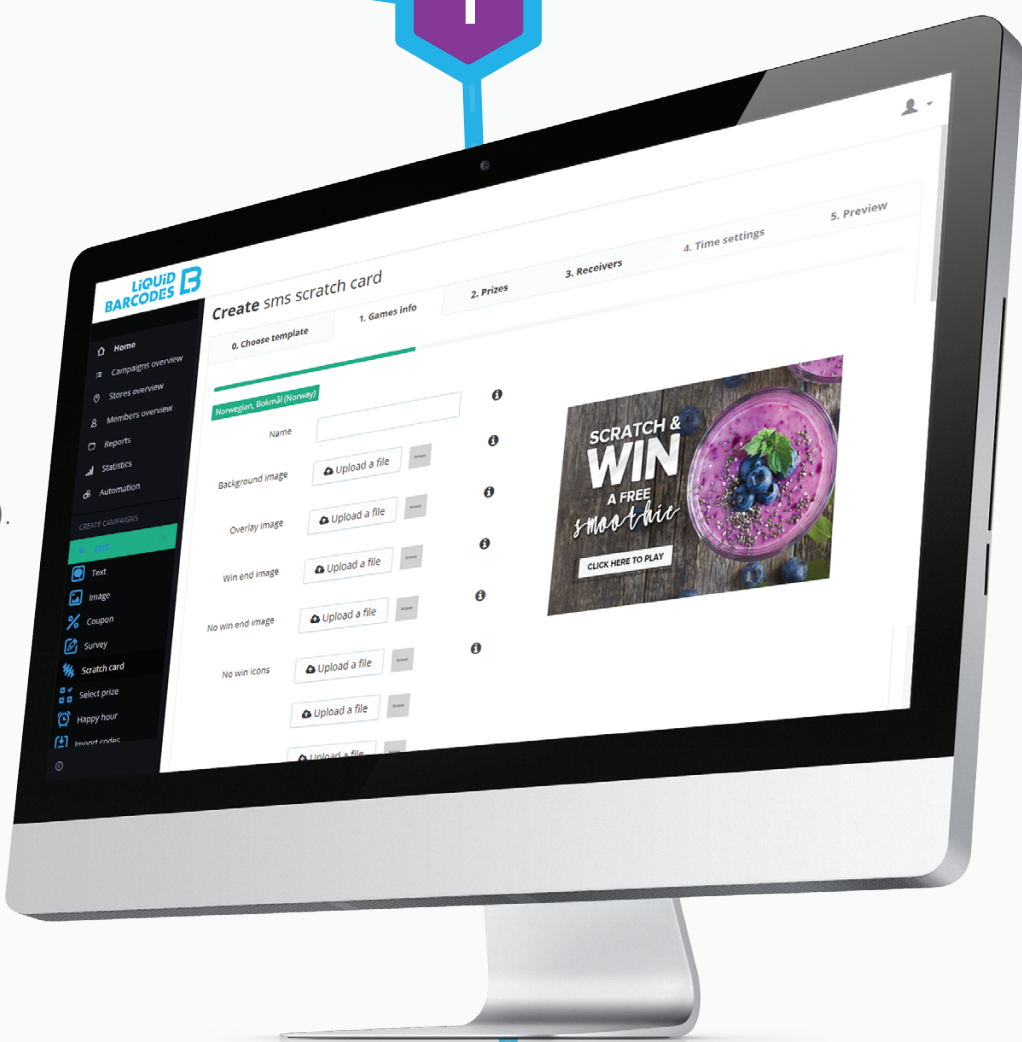 1
).
LiQUiD
BARCODES
Home
Campaigns overview
Stores overview
Members overview
Reports
Statistics
Automation
CREATE CAMPAIGNS
SMS
Text
Image
Coupon
Survey
Scratch card
Select prize
Happy hour
Import codes
Create sms scratch card
0. Choose template
1. Games info
2. Prizes
3. Receivers
4. Time settings
5. Preview
Norwegian, Bokmål (Norway)
Name
Background image
Upload a file
Overlay image
Upload a file
Win end image
Upload a file
No win end image
Upload a file
No win icons
Upload a file
Upload a file
Upload a file
SCRATCH &
WIN
A FREE
smoothie
CLICK HERE TO PLAY